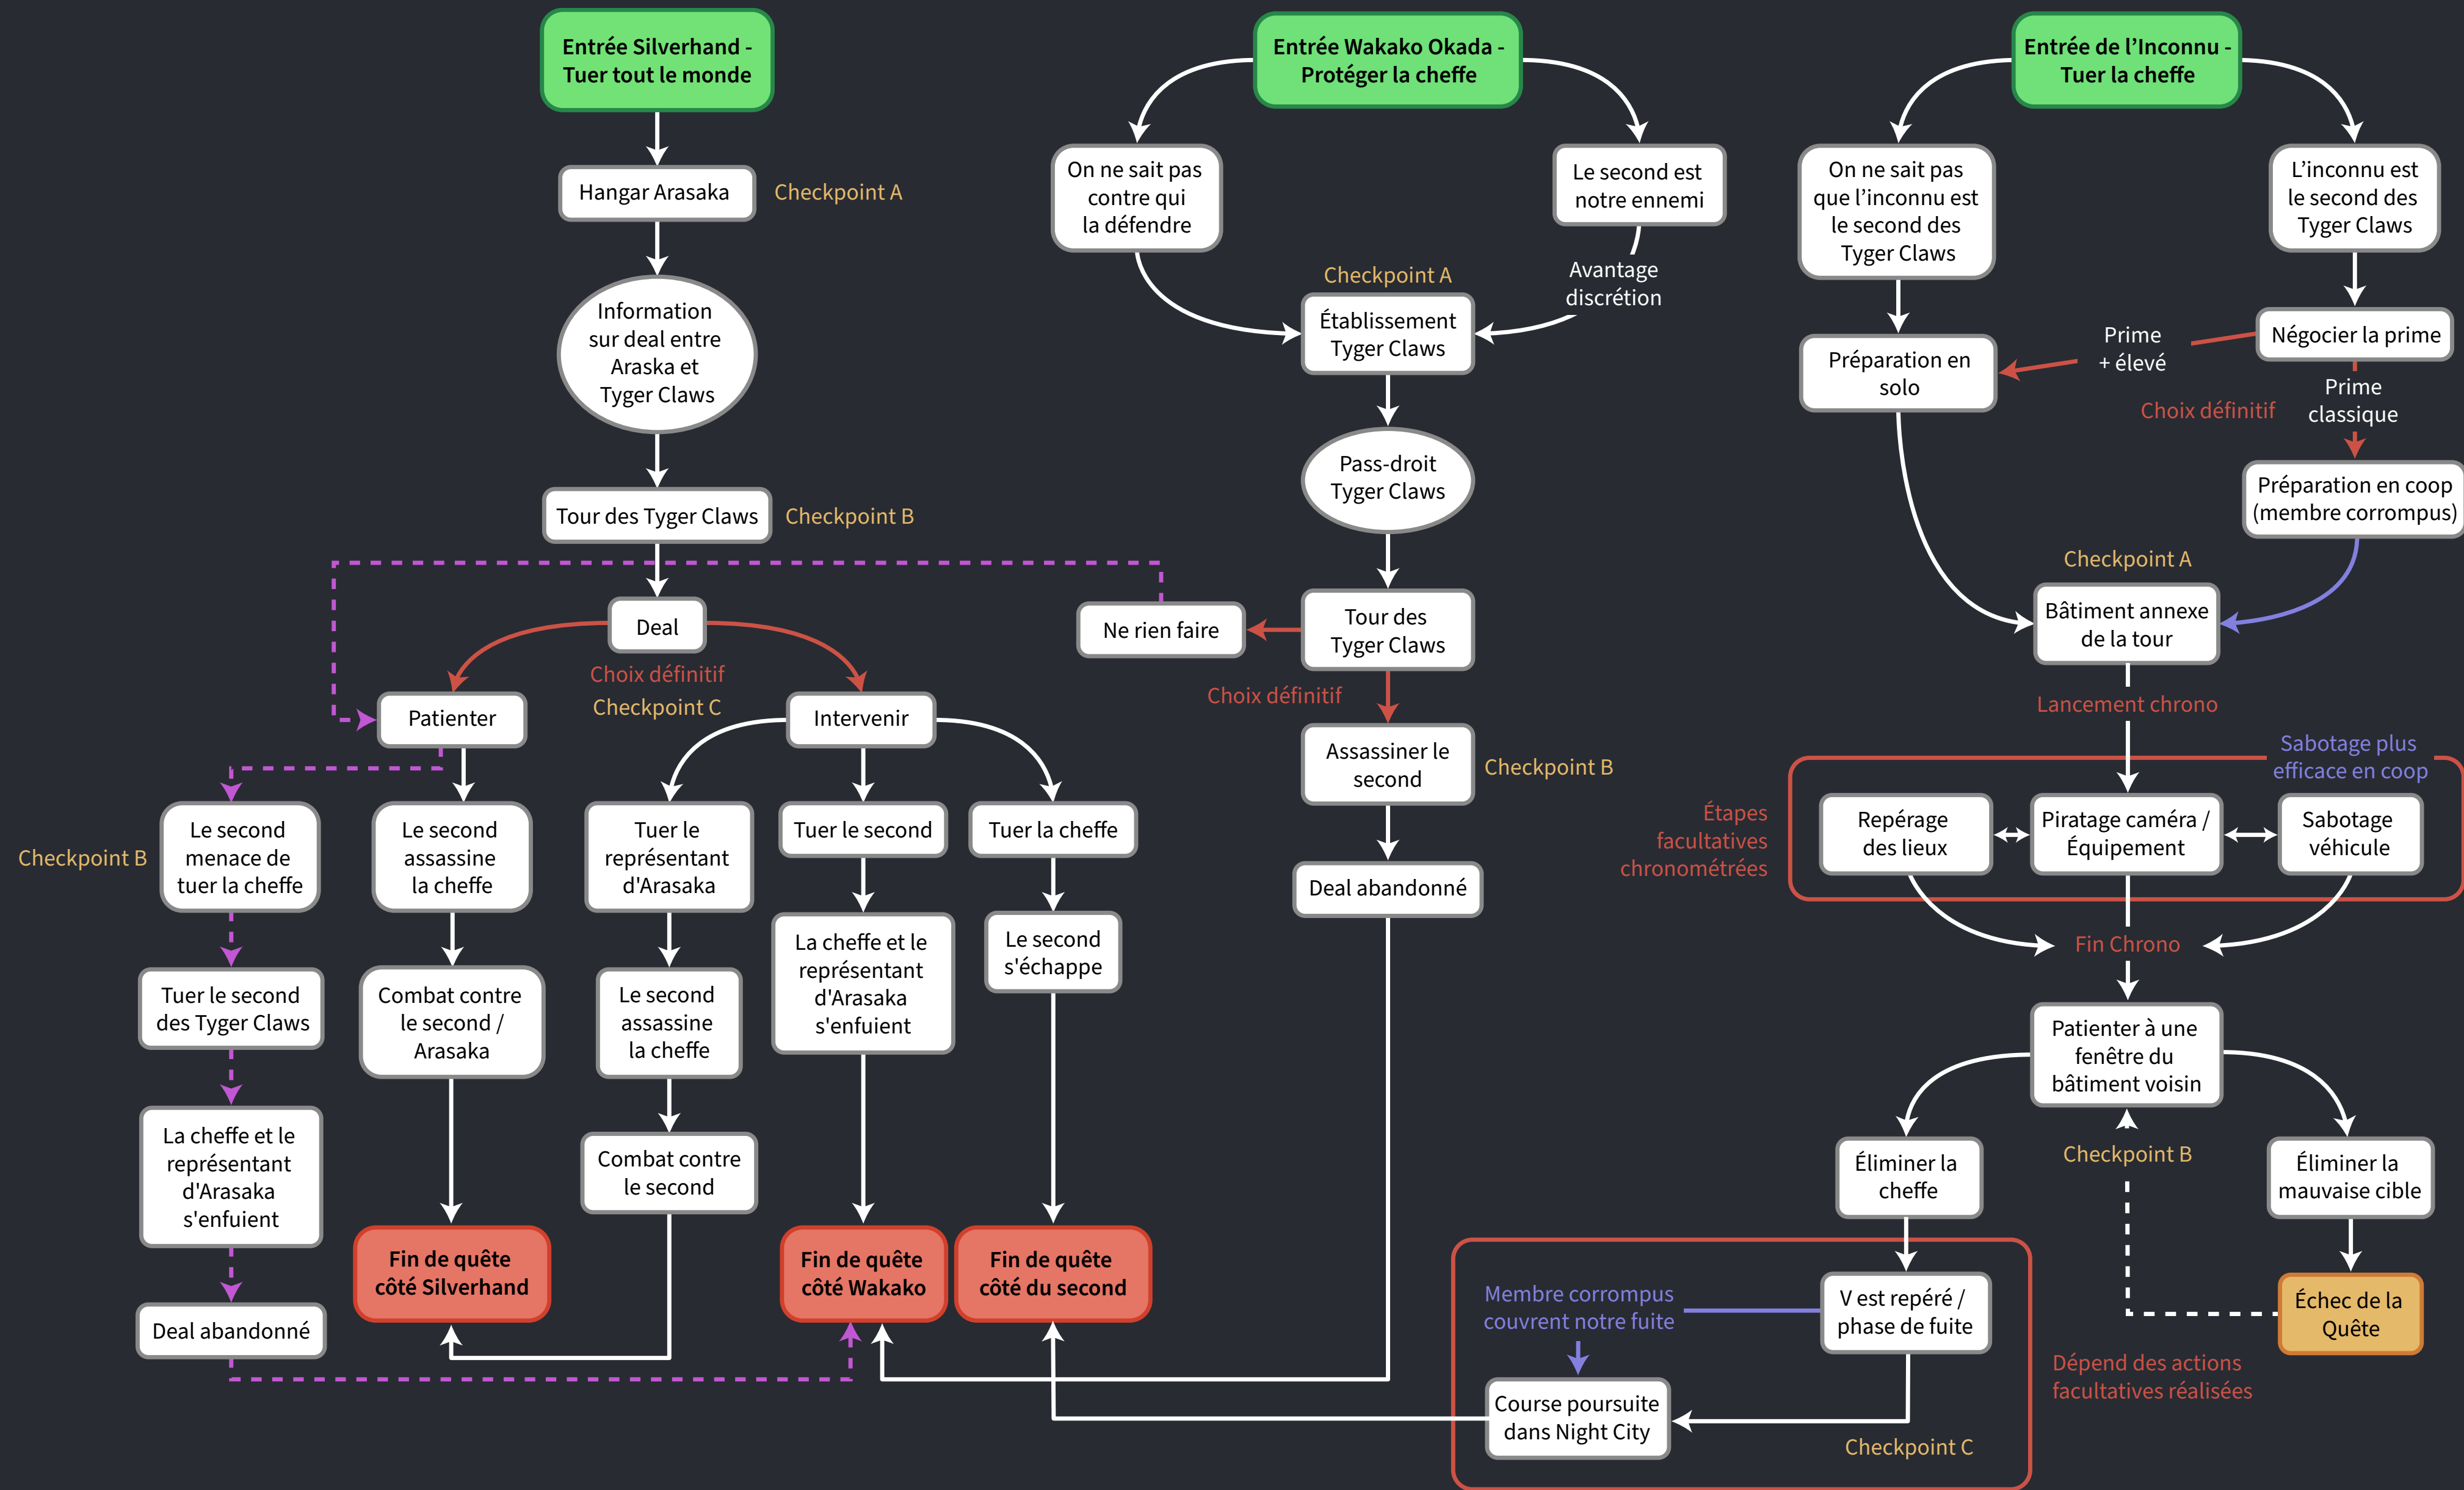 Entrée Silverhand -
Tuer tout le monde
Hangar Arasaka
Checkpoint A
Information
sur deal entre
Araska et
Tyger Claws
Tour des Tyger Claws
Checkpoint B
Deal
Choix définitif
Checkpoint C
Patienter
Intervenir
Checkpoint B
Le second
menace de
tuer la cheffe
Tuer le second
des Tyger Claws
La cheffe et le
représentant
d'Arasaka
s'enfuient
Deal abandonné
Le second
assassine
la cheffe
Combat contre
le second /
Arasaka
Fin de quête
côté Silverhand
Tuer le
représentant
d'Arasaka
Le second
assassine
la cheffe
Combat contre
le second
Tuer le second
La cheffe et le
représentant
d'Arasaka
s'enfuient
Fin de quête
côté Wakako
Tuer la cheffe
Le second
s'échappe
Fin de quête
côté du second
Entrée Wakako Okada -
Protéger la cheffe
On ne sait pas
contre qui
la défendre
Le second est
notre ennemi
Avantage
discrétion
Checkpoint A
Établissement
Tyger Claws
Pass-droit
Tyger Claws
Tour des
Tyger Claws
Ne rien faire
Choix définitif
Assassiner le
second
Checkpoint B
Deal abandonné
Entrée de l’Inconnu -
Tuer la cheffe
On ne sait pas
que l’inconnu est
le second des
Tyger Claws
L’inconnu est
le second des
Tyger Claws
Négocier la prime
Prime
+ élevé
Préparation en
solo
Choix définitif
Prime
classique
Préparation en coop
(membre corrompus)
Checkpoint A
Bâtiment annexe
de la tour
Lancement chrono
Sabotage plus
efficace en coop
Étapes
facultatives
chronométrées
Repérage
des lieux
Piratage caméra /
Équipement
Sabotage
véhicule
Fin Chrono
Patienter à une
fenêtre du
bâtiment voisin
Éliminer la
cheffe
Checkpoint B
Éliminer la
mauvaise cible
Échec de la
Quête
V est repéré /
phase de fuite
Membre corrompus
couvrent notre fuite
Course poursuite
dans Night City
Checkpoint C
Dépend des actions
facultatives réalisées